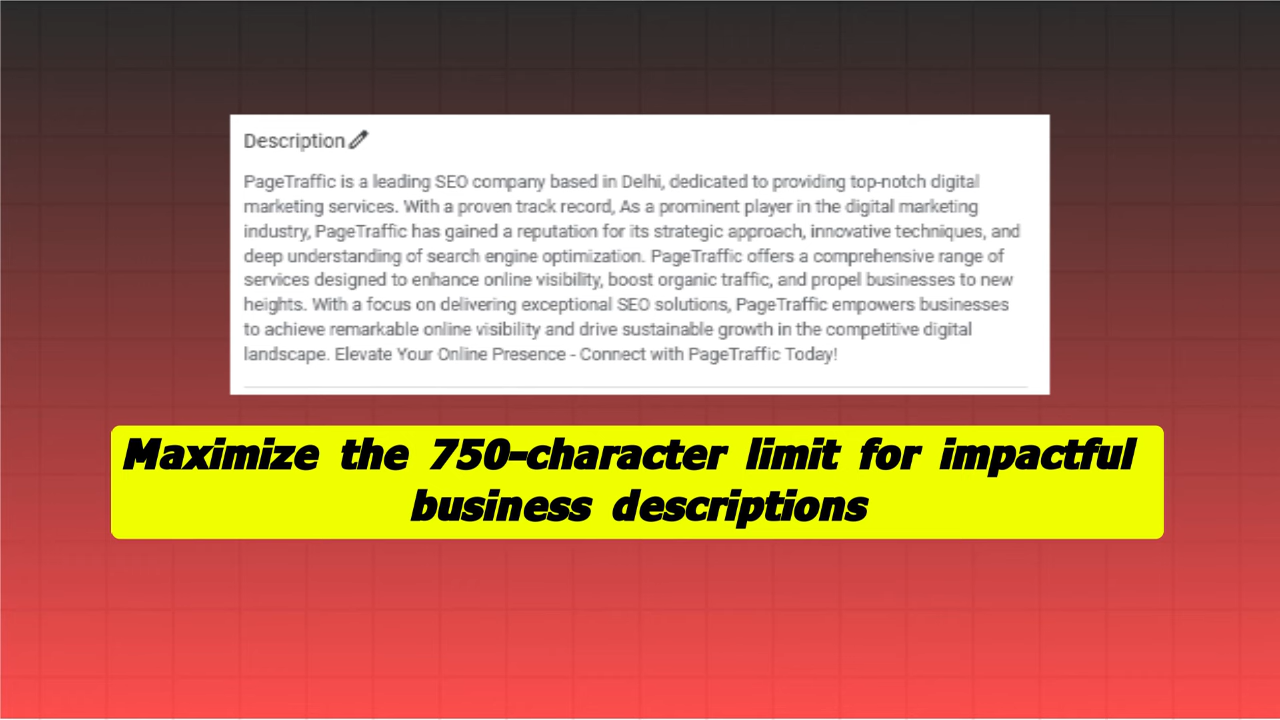 Description
PageTraffic is a leading SEO company based in Delhi, dedicated to providing top-notch digital
marketing services. With a proven track record, As a prominent player in the digital marketing
industry, PageTraffic has gained a reputation for its strategic approach, innovative techniques, and
deep understanding of search engine optimization. PageTraffic offers a comprehensive range of
services designed to enhance online visibility, boost organic traffic, and propel businesses to new
heights. With a focus on delivering exceptional SEO solutions, PageTraffic empowers businesses
to achieve remarkable online visibility and drive sustainable growth in the competitive digital
landscape. Elevate Your Online Presence - Connect with PageTraffic Today!
Maximize the 750-character limit for impactful
business descriptions